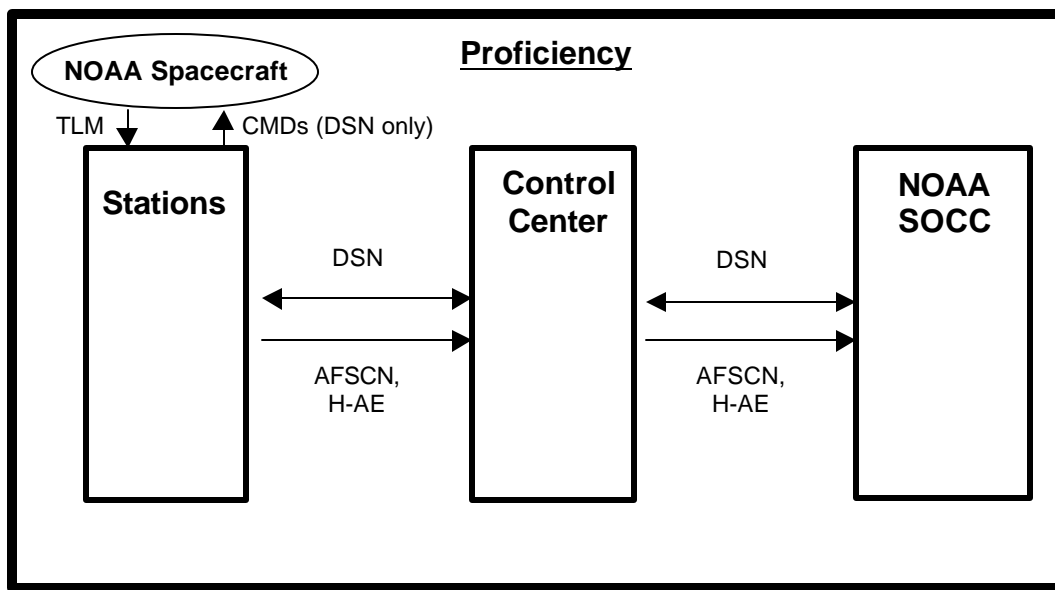 Proficiency
NOAA Spacecraft
TLM
CMDs (DSN only)
Stations
Control
Center
NOAA
SOCC
DSN
DSN
AFSCN,
H-AE
AFSCN,
H-AE